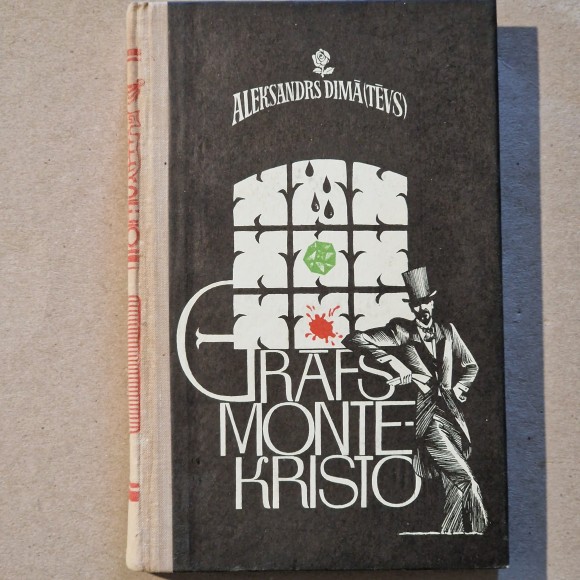 ALEKSANDRS DIMĀ (TĒVS)
GRĀFS
MONTE-
KRISTO